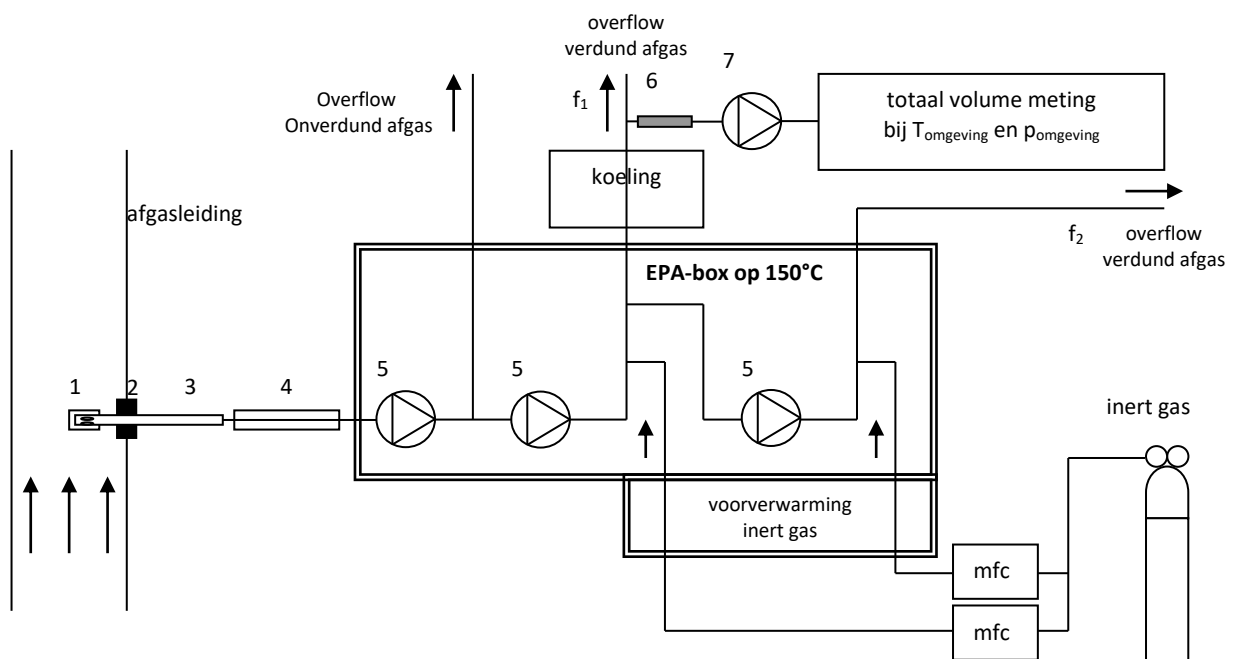 overflow
verdund afgas
6
7
f1
Overflow
Onverdund afgas
totaal volume meting
bij Tomgeving en pomgeving
koeling
afgasleiding
f2
overflow
verdund afgas
EPA-box op 150°C
1
2
3
4
5
5
5
inert gas
voorverwarming
inert gas
mfc
mfc